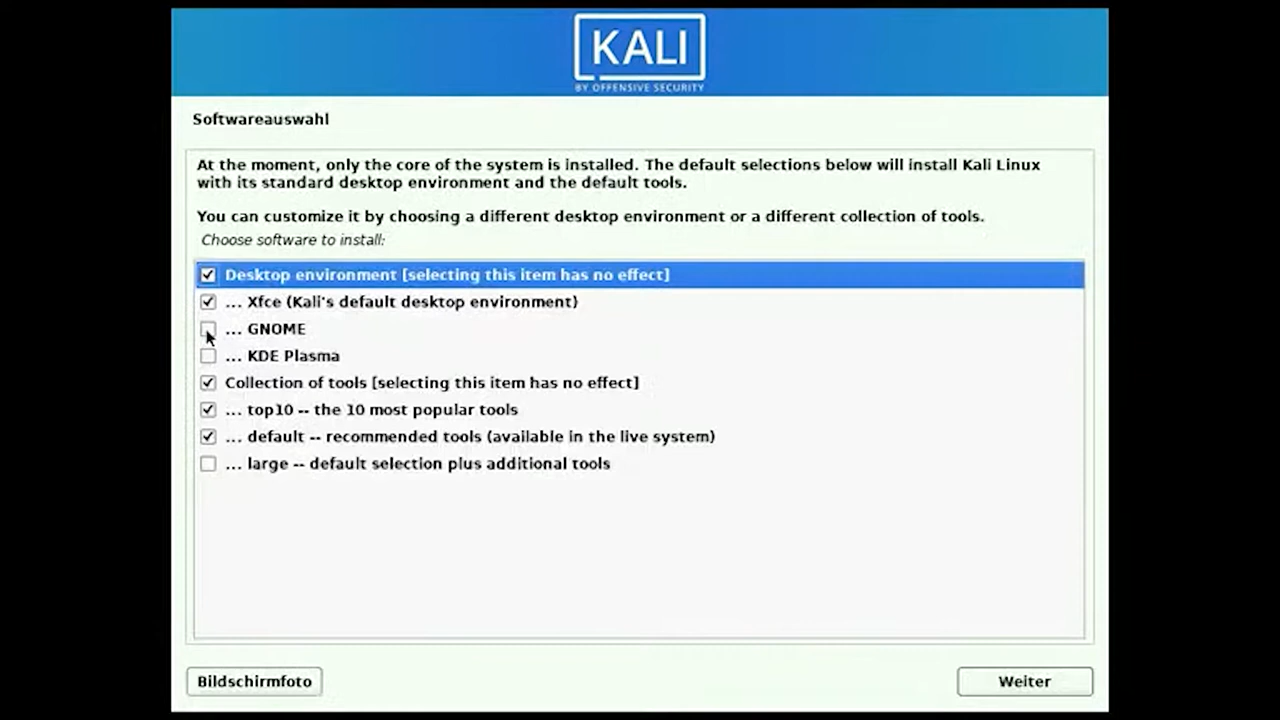 KALI
BY OFFENSIVE SECURITY
Softwareauswahl
At the moment, only the core of the system is installed. The default selections below will install Kali Linux
with its standard desktop environment and the default tools.
You can customize it by choosing a different desktop environment or a different collection of tools.
Choose software to install:
Desktop environment [selecting this item has no effect]
... Xfce (Kali's default desktop environment)
... GNOME
... KDE Plasma
Collection of tools [selecting this item has no effect]
... top10 -- the 10 most popular tools
... default -- recommended tools (available in the live system)
... large -- default selection plus additional tools
Bildschirmfoto
Weiter